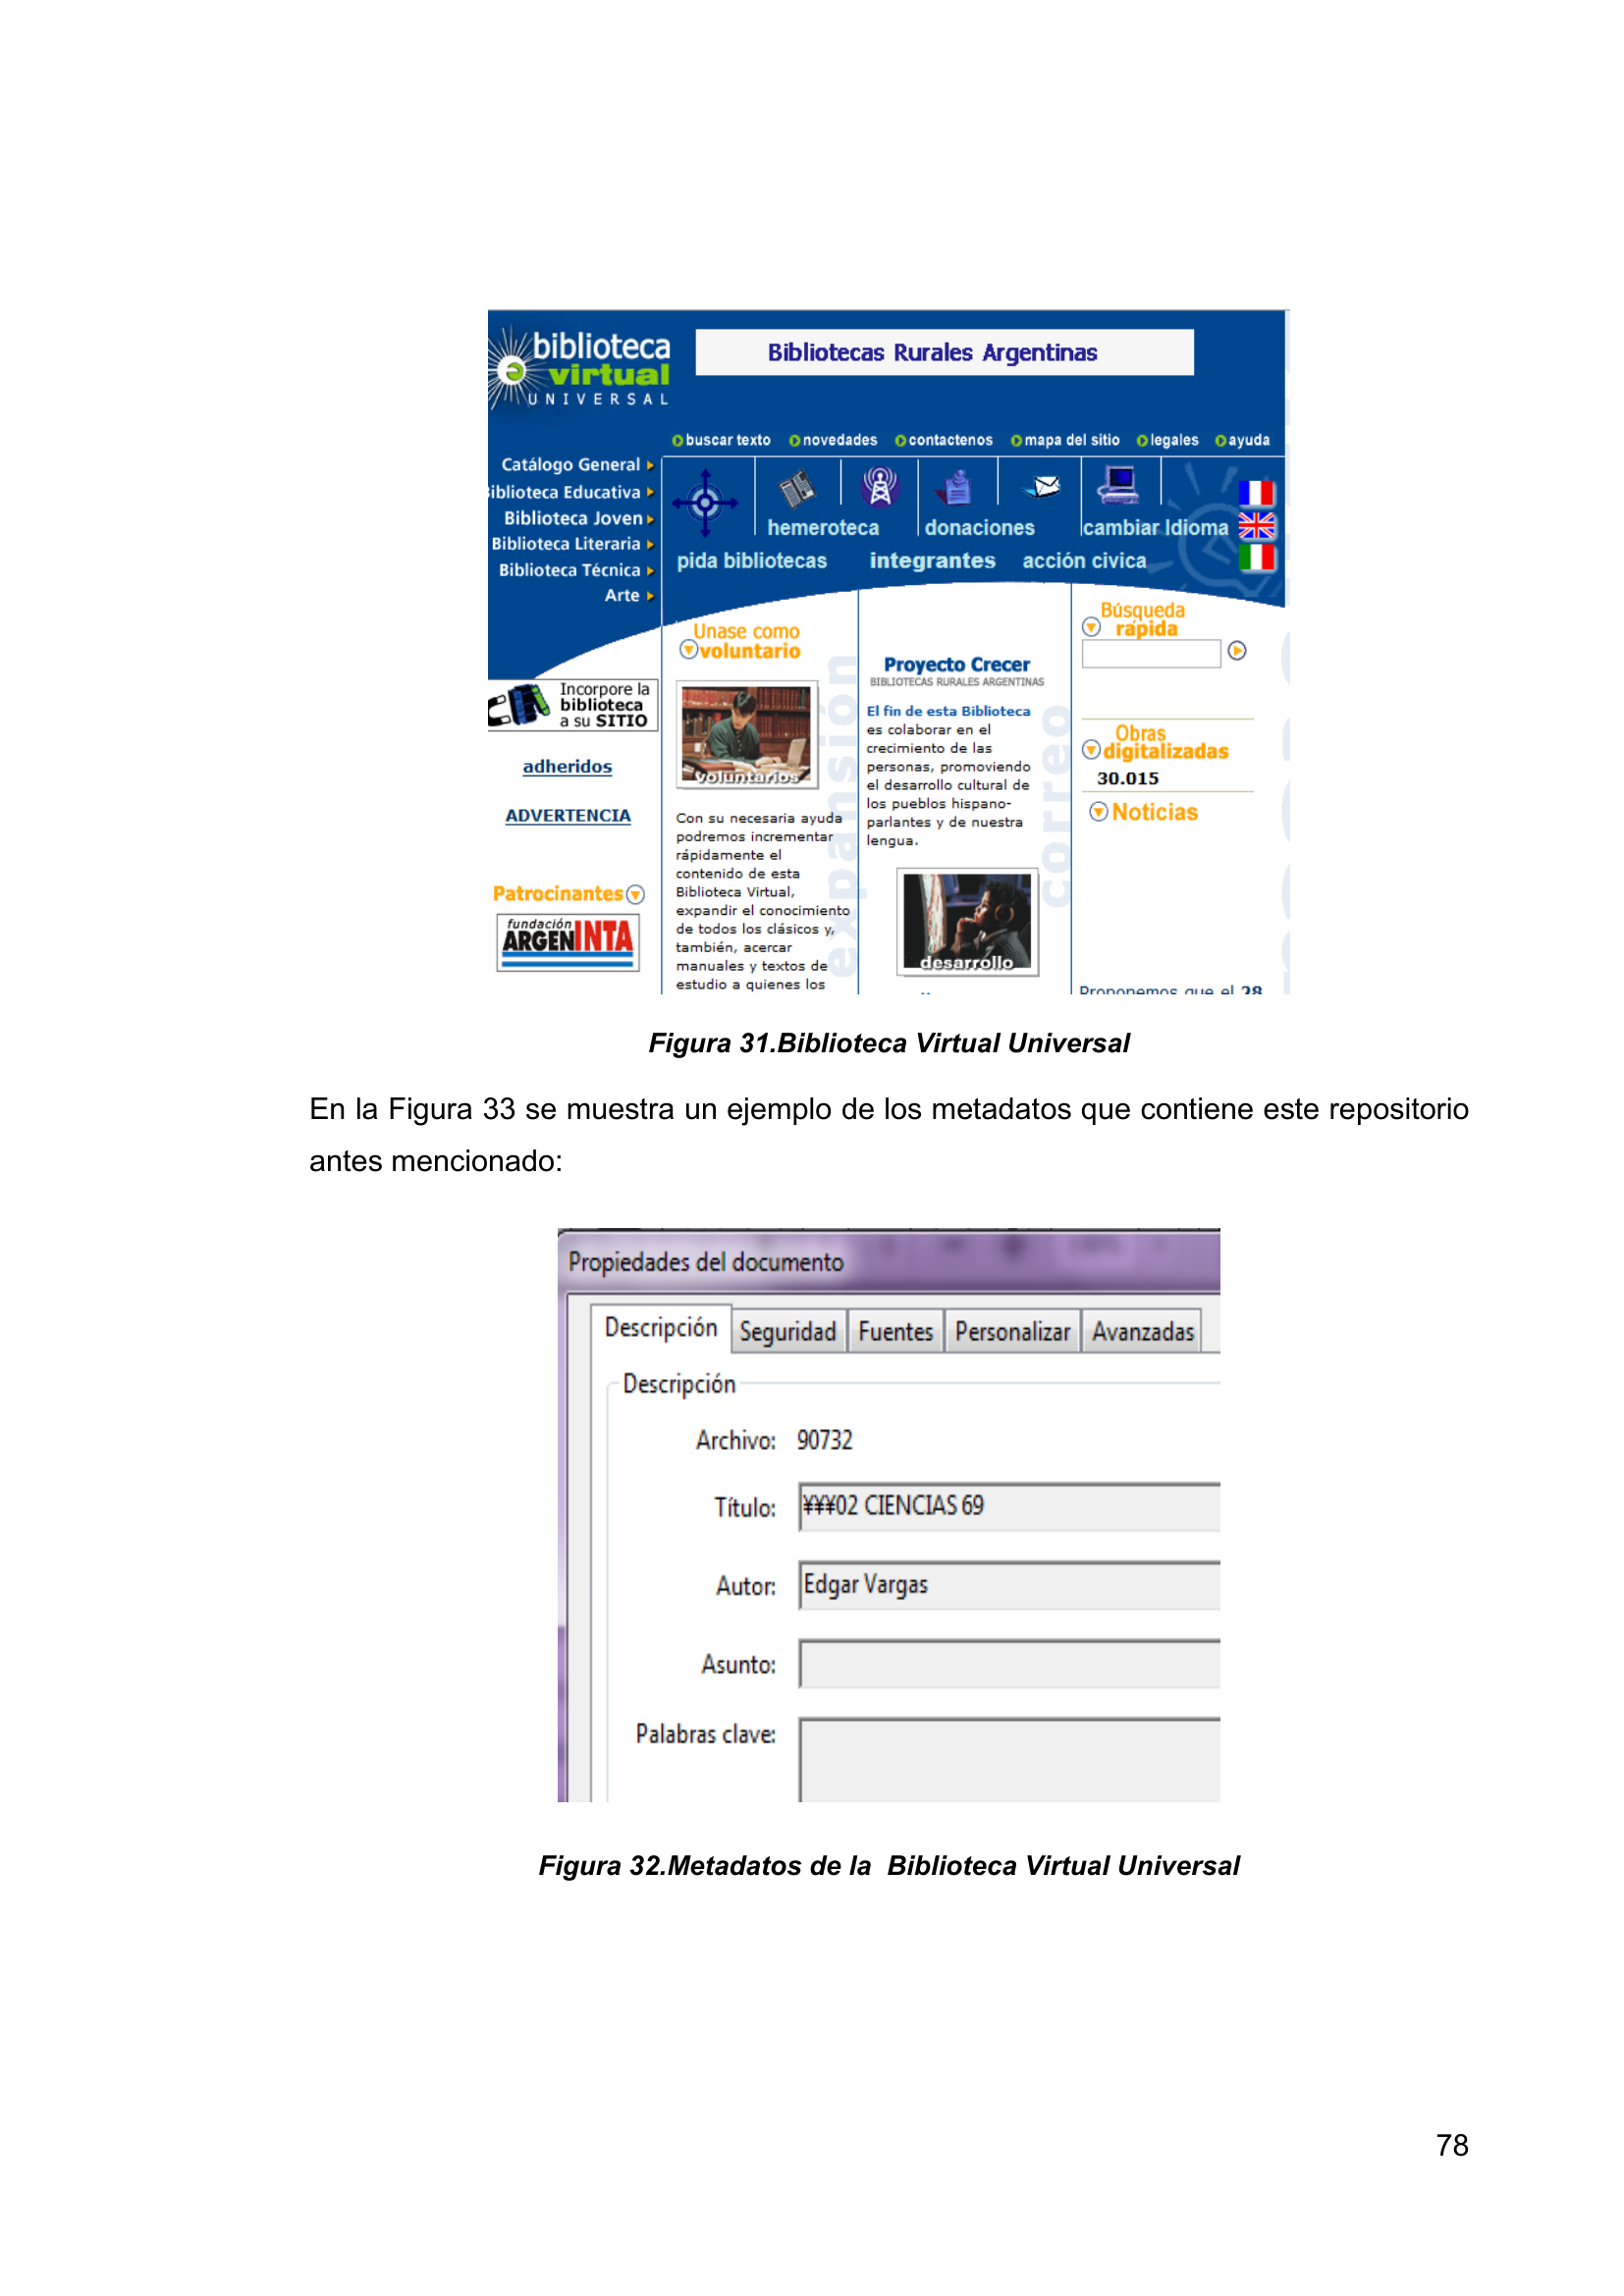 biblioteca
virtual
UNIVERSAL
Bibliotecas Rurales Argentinas
buscar texto novedades contactenos mapa del sitio legales ayuda
Catálogo General
iblioteca Educativa
Biblioteca Joven
Biblioteca Literaria
Biblioteca Técnica
Arte
hemeroteca donaciones cambiar Idioma
pida bibliotecas integrantes acción civica
Incorpore la
biblioteca
a su SITIO
adheridos
ADVERTENCIA
Patrocinantes
fundación
ARGENINTA
Unase como
voluntario
voluntarios
Con su necesaria ayuda
podremos incrementar
rápidamente el
contenido de esta
Biblioteca Virtual,
expandir el conocimiento
de todos los clásicos y,
también, acercar
manuales y textos de
estudio a quienes los
expansión
Proyecto Crecer
BIBLIOTECAS RURALES ARGENTINAS
El fin de esta Biblioteca
es colaborar en el
crecimiento de las
personas, promoviendo
el desarrollo cultural de
los pueblos hispano-
parlantes y de nuestra
lengua.
desarrollo
correo
Búsqueda
rápida
Obras
digitalizadas
30.015
Noticias
Proponemos que el 28
Figura 31.Biblioteca Virtual Universal
En la Figura 33 se muestra un ejemplo de los metadatos que contiene este repositorio
antes mencionado:
Propiedades del documento
Descripción Seguridad Fuentes Personalizar Avanzadas
Descripción
Archivo: 90732
Título: ¥¥¥02 CIENCIAS 69
Autor: Edgar Vargas
Asunto:
Palabras clave:
Figura 32.Metadatos de la  Biblioteca Virtual Universal
78